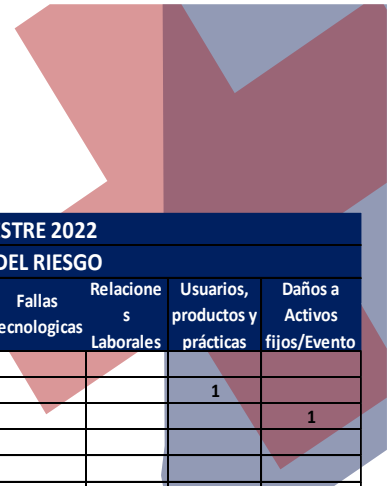 STRE 2022
DEL RIESGO
Fallas
ecnologicas
Relacione
s
Laborales
Usuarios,
productos y
prácticas
Daños a
Activos
fijos/Evento
1
1